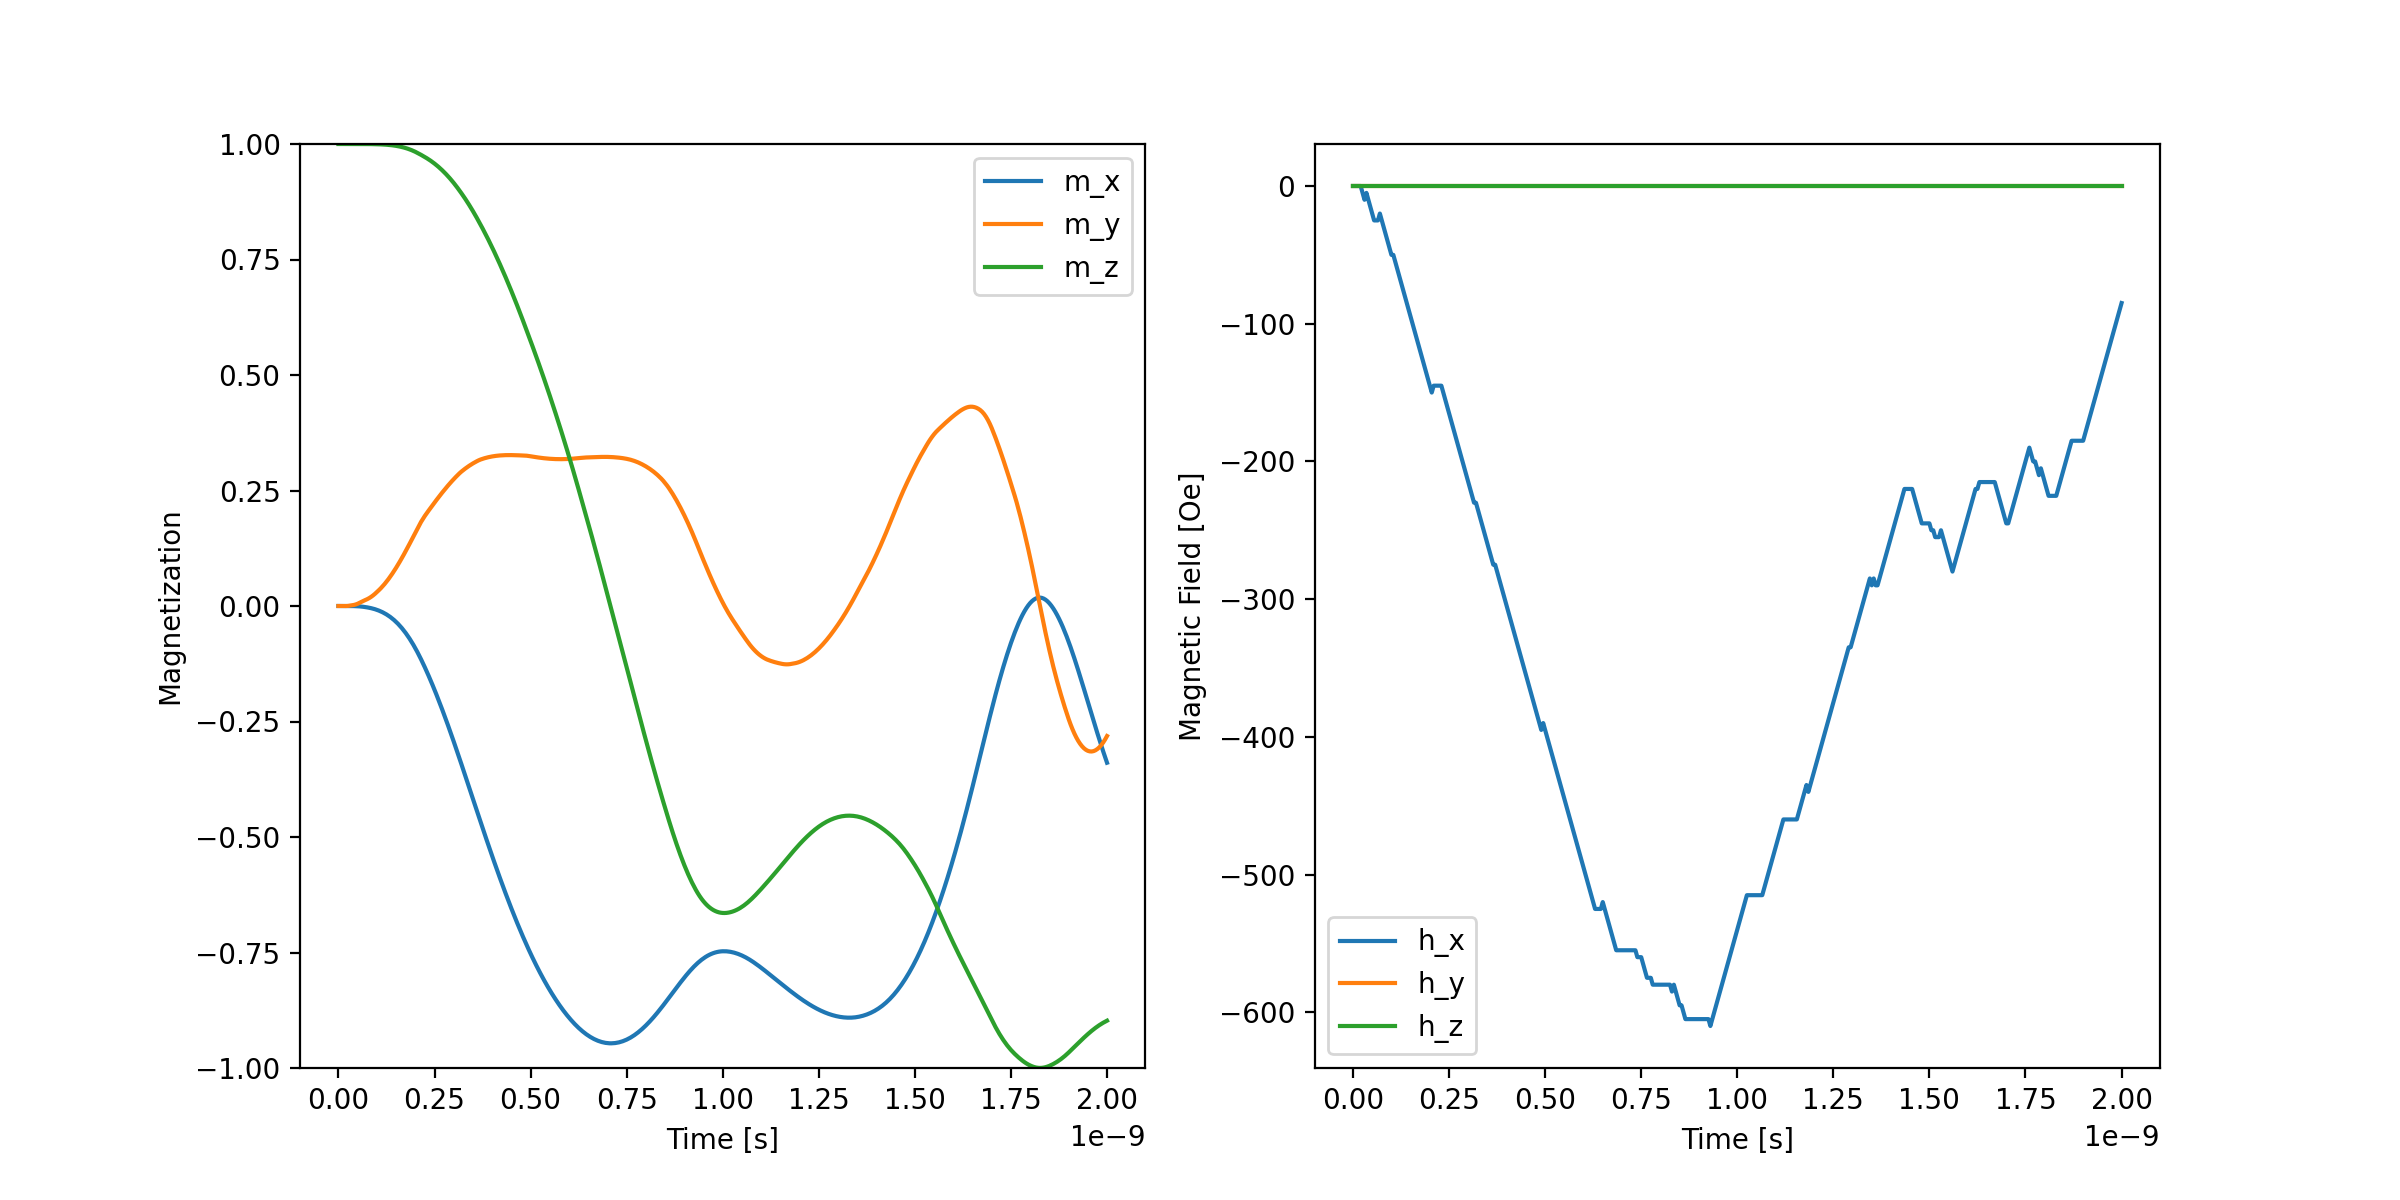 Magnetization
1.00
0.75
0.50
0.25
0.00
−0.25
−0.50
−0.75
−1.00
m_x
m_y
m_z
0.00 0.25 0.50 0.75 1.00 1.25 1.50 1.75 2.00
Time [s]
1e−9
Magnetic Field [Oe]
0
−100
−200
−300
−400
−500
−600
h_x
h_y
h_z
0.00 0.25 0.50 0.75 1.00 1.25 1.50 1.75 2.00
Time [s]
1e−9